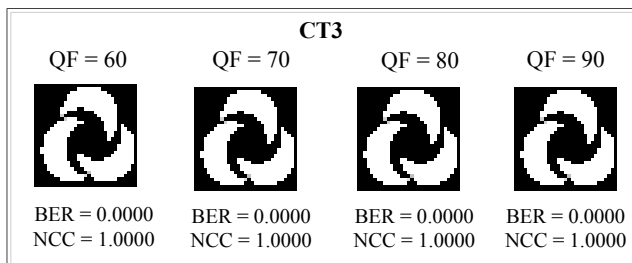 CT3
QF = 60 QF = 70 QF = 80 QF = 90
BER = 0.0000 BER = 0.0000 BER = 0.0000 BER = 0.0000
NCC = 1.0000 NCC = 1.0000 NCC = 1.0000 NCC = 1.0000